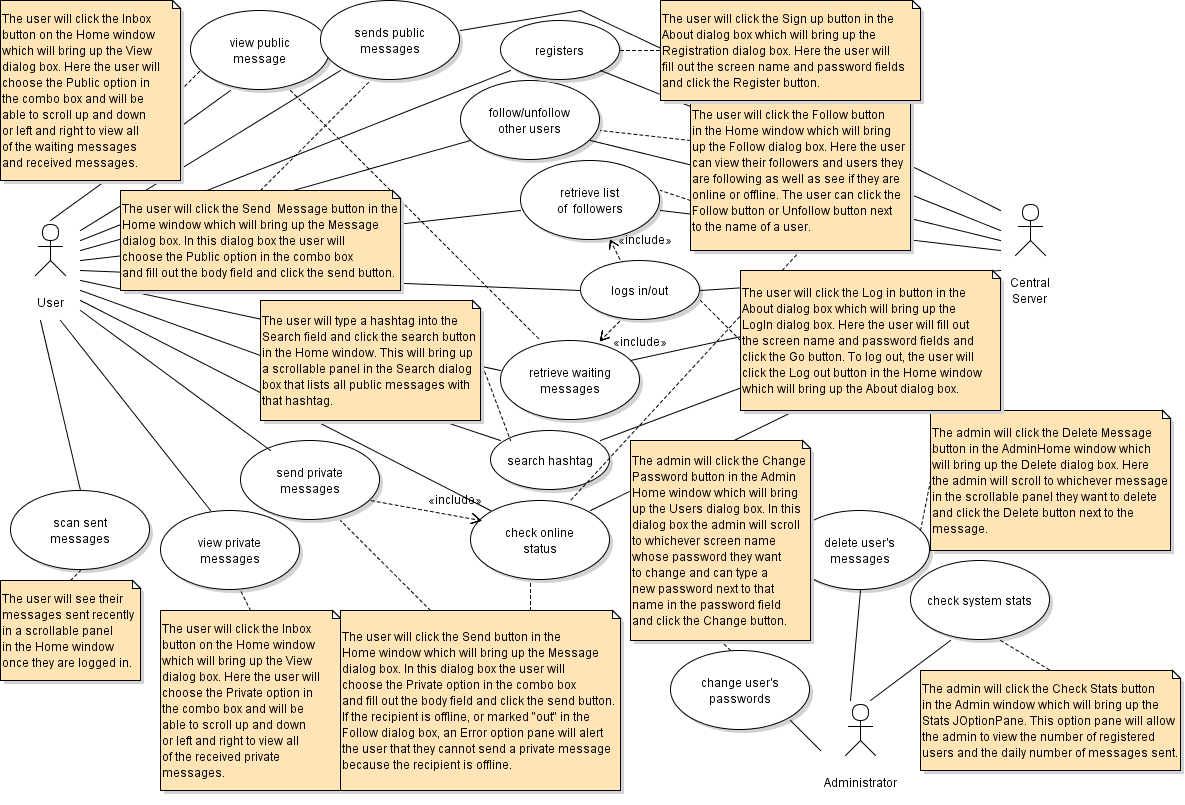 The user will click the Inbox
button on the Home window
which will bring up the View
dialog box. Here the user will
choose the Public option in
the combo box and will be
able to scroll up and down
or left and right to view all
of the waiting messages
and received messages.
view public
message
sends public
messages
registers
The user will click the Sign up button in the
About dialog box which will bring up the
Registration dialog box. Here the user will
fill out the screen name and password fields
and click the Register button.
follow/unfollow
other users
The user will click the Follow button
in the Home window which will bring
up the Follow dialog box. Here the user
can view their followers and users they
are following as well as see if they are
online or offline. The user can click the
Follow button or Unfollow button next
to the name of a user.
retrieve list
of followers
The user will click the Send Message button in the
Home window which will bring up the Message
dialog box. In this dialog box the user will
choose the Public option in the combo box
and fill out the body field and click the send button.
«include»
User
Central
Server
logs in/out
The user will click the Log in button in the
About dialog box which will bring up the
LogIn dialog box. Here the user will fill out
the screen name and password fields and
click the Go button. To log out, the user will
click the Log out button in the Home window
which will bring up the About dialog box.
The user will type a hashtag into the
Search field and click the search button
in the Home window. This will bring up
a scrollable panel in the Search dialog
box that lists all public messages with
that hashtag.
«include»
retrieve waiting
messages
search hashtag
send private
messages
«include»
check online
status
The admin will click the Change
Password button in the Admin
Home window which will bring
up the Users dialog box. In this
dialog box the admin will scroll
to whichever screen name
whose password they want
to change and can type a
new password next to that
name in the password field
and click the Change button.
The admin will click the Delete Message
button in the AdminHome window which
will bring up the Delete dialog box. Here
the admin will scroll to whichever message
in the scrollable panel they want to delete
and click the Delete button next to the
message.
scan sent
messages
view private
messages
delete user's
messages
check system stats
The user will see their
messages sent recently
in a scrollable panel
in the Home window
once they are logged in.
The user will click the Inbox
button on the Home window
which will bring up the View
dialog box. Here the user will
choose the Private option in
the combo box and will be
able to scroll up and down
or left and right to view all
of the received private
messages.
The user will click the Send button in the
Home window which will bring up the Message
dialog box. In this dialog box the user will
choose the Private option in the combo box
and fill out the body field and click the send button.
If the recipient is offline, or marked "out" in the
Follow dialog box, an Error option pane will alert
the user that they cannot send a private message
because the recipient is offline.
change user's
passwords
The admin will click the Check Stats button
in the Admin window which will bring up the
Stats JOptionPane. This option pane will allow
the admin to view the number of registered
users and the daily number of messages sent.
Administrator